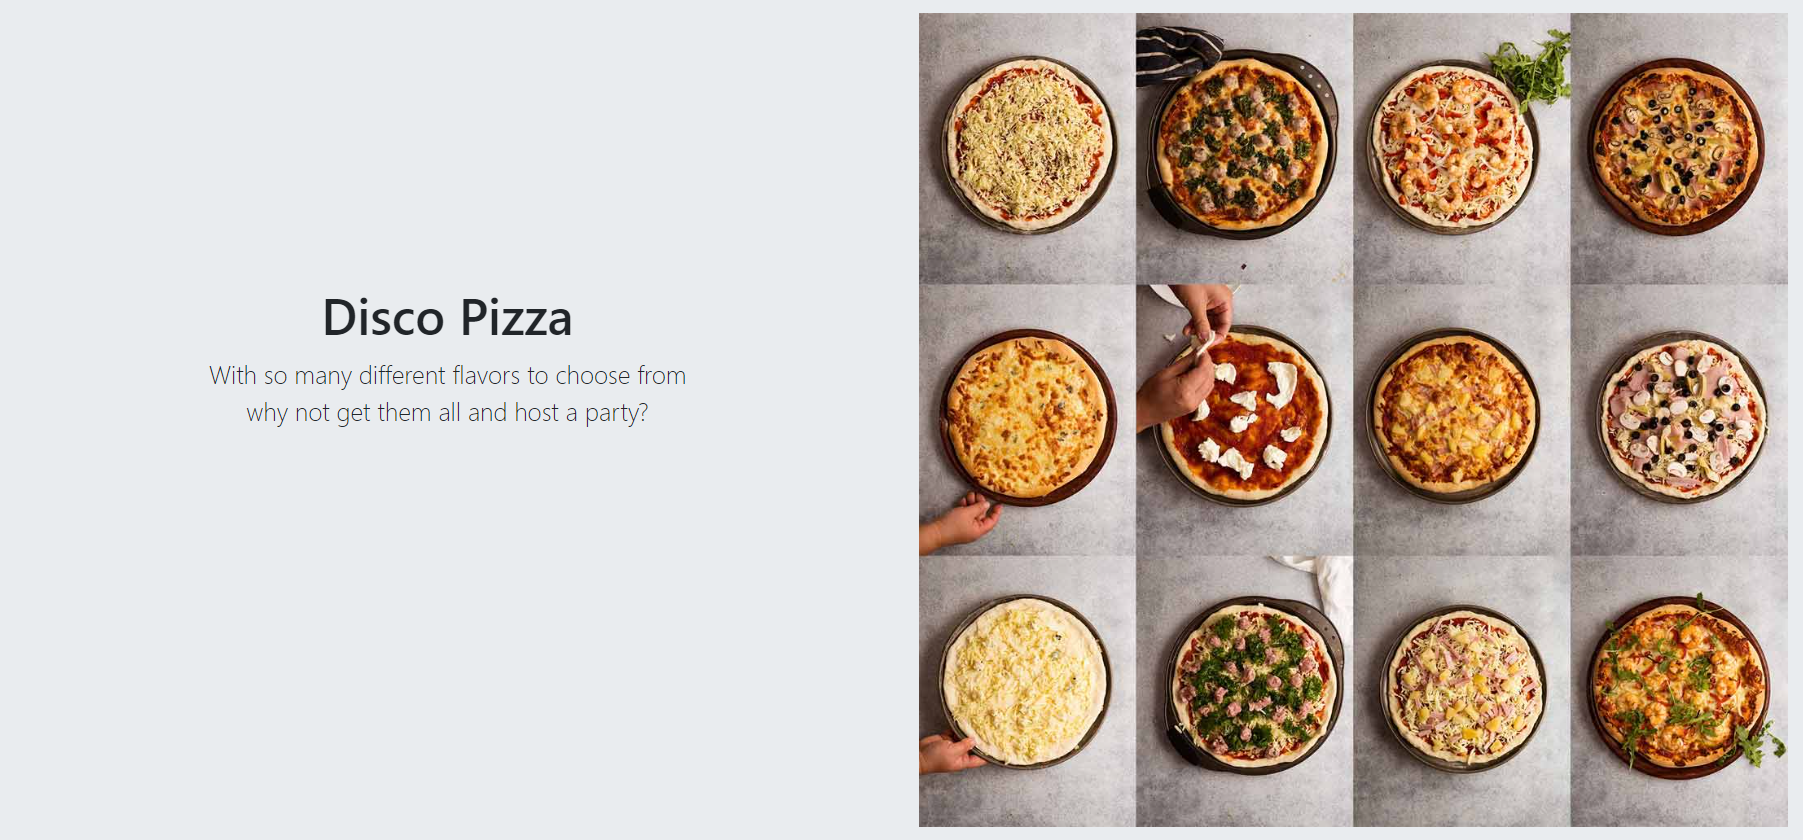 Disco Pizza
With so many different flavors to choose from
why not get them all and host a party?